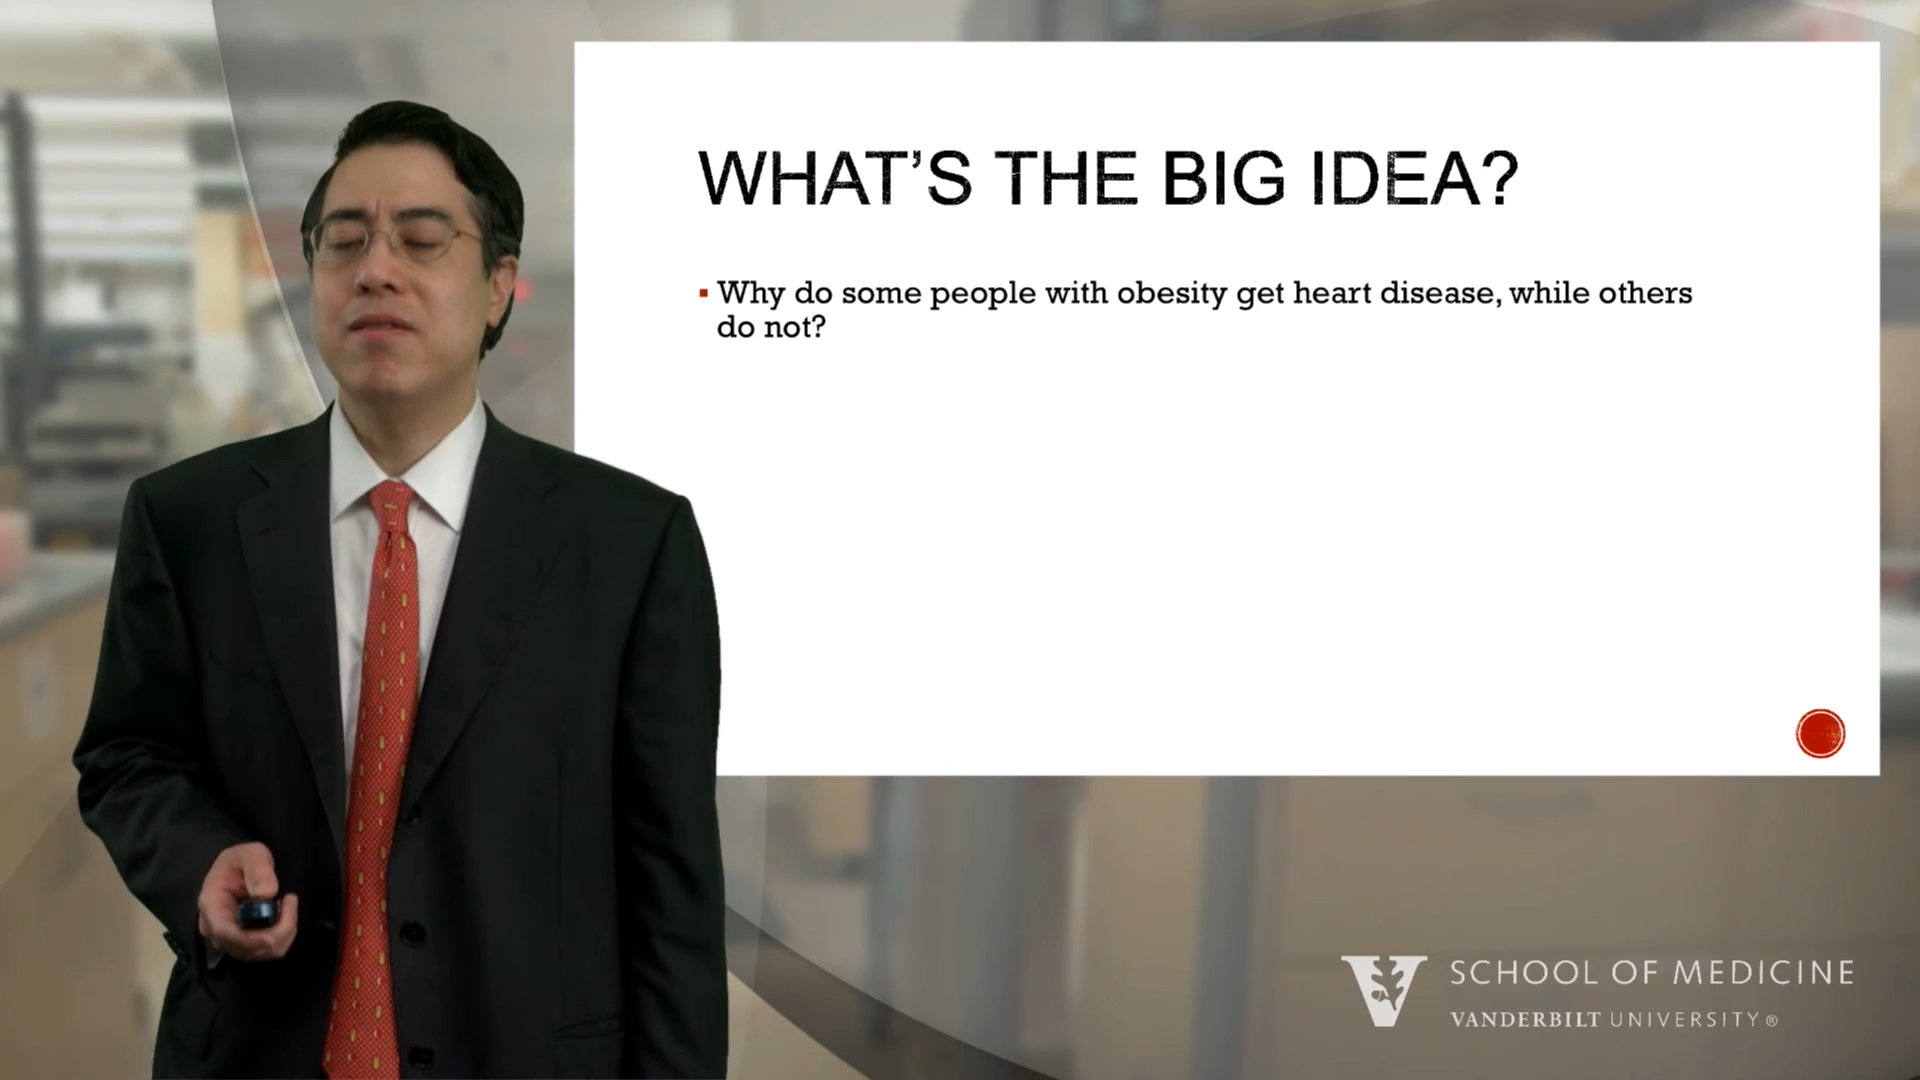 WHAT'S THE BIG IDEA?
▪ Why do some people with obesity get heart disease, while others
do not?
SCHOOL OF MEDICINE
VANDERBILT UNIVERSITY®